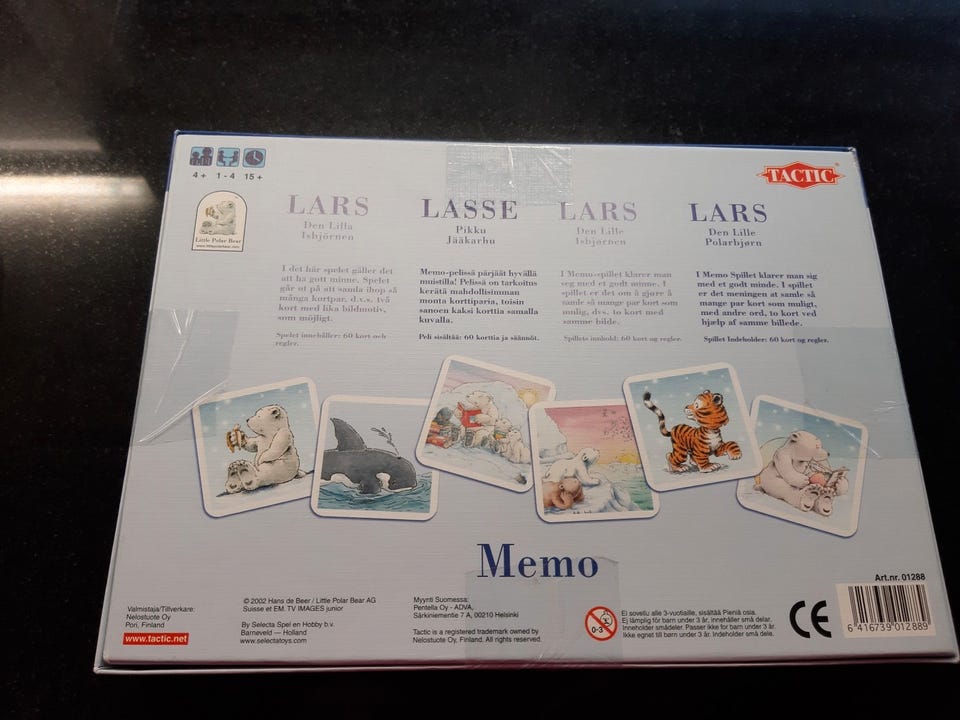 4 + 1 - 4 15 +
TACTIC
Little Polar Bear
www.littlepolarbear.com
LARS
Den Lilla
Isbjörnen
I det här spelet gäller det
att ha gott minne. Spelet
går ut på att samla ihop så
många kortpar, d.v.s. två
kort med lika bildmotiv,
som möjligt.
Spelet innehåller: 60 kort och
regler.
LASSE
Pikku
Jääkarhu
Memo-pelissä pärjäät hyvällä
muistilla! Pelissä on tarkoitus
kerätä mahdollisimman
monta korttiparia, toisin
sanoen kaksi korttia samalla
kuvalla.
Peli sisältää: 60 korttia ja säännöt.
LARS
Den Lille
Isbjørnen
I Memo-spillet klarer man
seg med et godt minne. I
spillet er det om å gjøre å
samle så mange par kort som
mulig, dvs. to kort med
samme bilde.
Spillets innhold: 60 kort og regler.
LARS
Den Lille
Polarbjørn
I Memo Spillet klarer man sig
med et godt minde. I spillet
er det meningen at samle så
mange par kort som muligt,
med andre ord, to kort ved
hjælp af samme billede.
Spillet Indeholder: 60 kort og regler.
Memo
Valmistaja/Tillverkare:
Nelostuote Oy
Pori, Finland
www.tactic.net
© 2002 Hans de Beer / Little Polar Bear AG
Suisse et EM. TV IMAGES junior
By Selecta Spel en Hobby b.v.
Barneveld — Holland
www.selectatoys.com
Myynti Suomessa:
Pentella Oy - ADVA,
Särkiniementie 7 A, 00210 Helsinki
Tactic is a registered trademark owned by
Nelostuote Oy, Finland. All rights reserved.
0-3
Ei sovellu alle 3-vuotiaille, sisältää Pieniä osia.
Ej lämplig för barn under 3 år, innehåller små delar.
Inneholder smådeler. Passer ikke for barn under 3 år.
Ikke egnet till barn under 3 år. Indeholder små dele.
CE
Art.nr. 01288
6 416739 012889